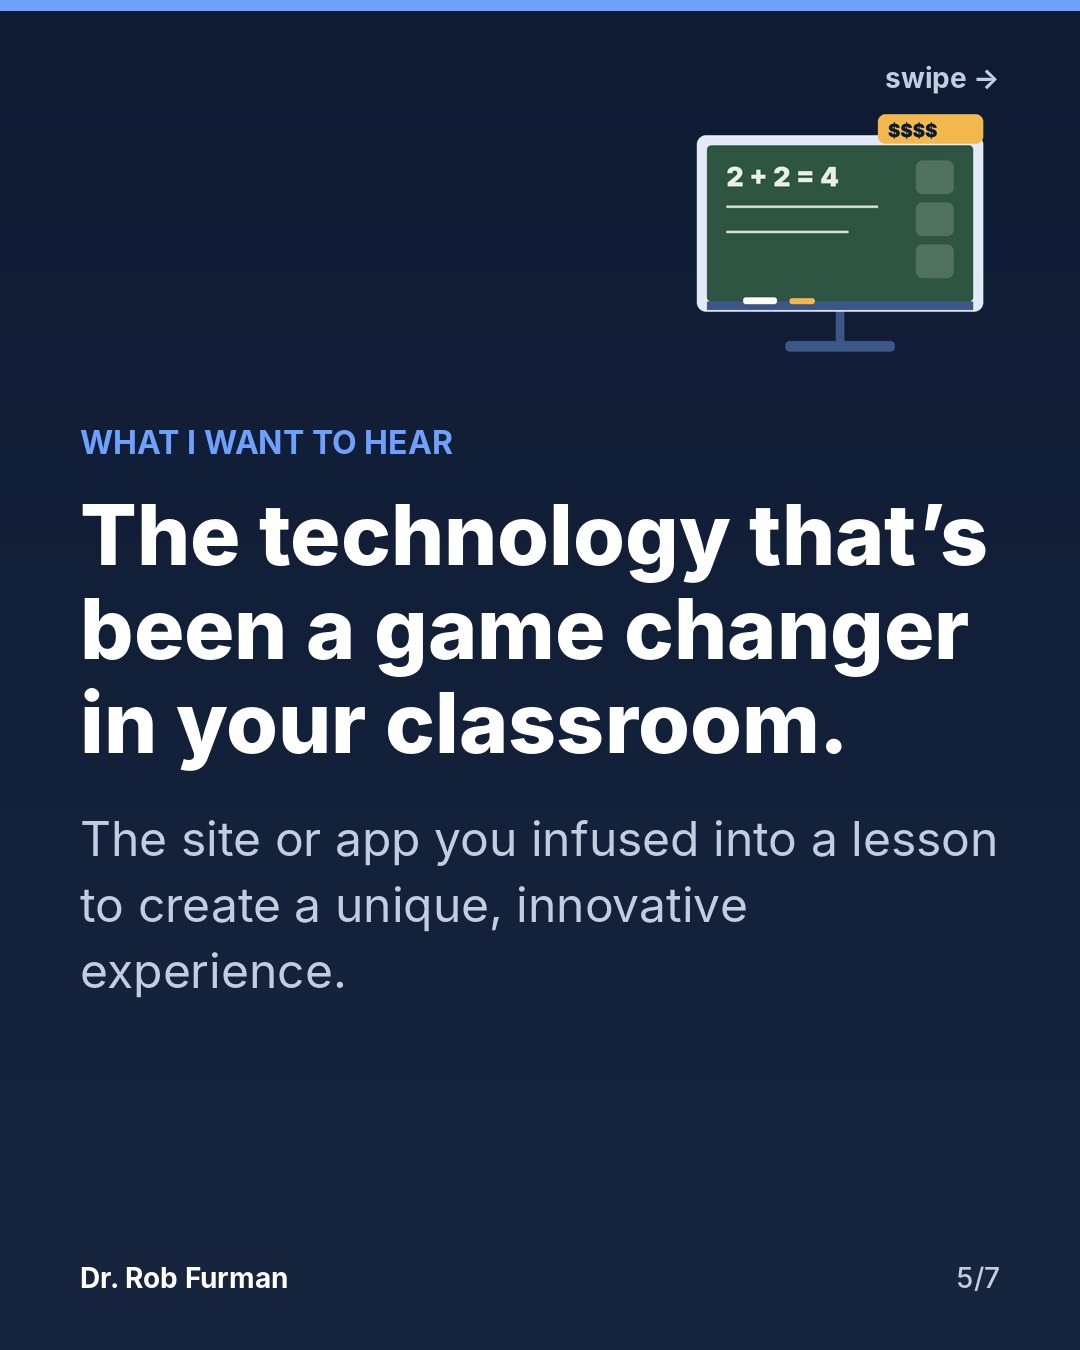 swipe →
$$$$
2 + 2 = 4
WHAT I WANT TO HEAR
The technology that’s
been a game changer
in your classroom.
The site or app you infused into a lesson
to create a unique, innovative
experience.
Dr. Rob Furman
5/7